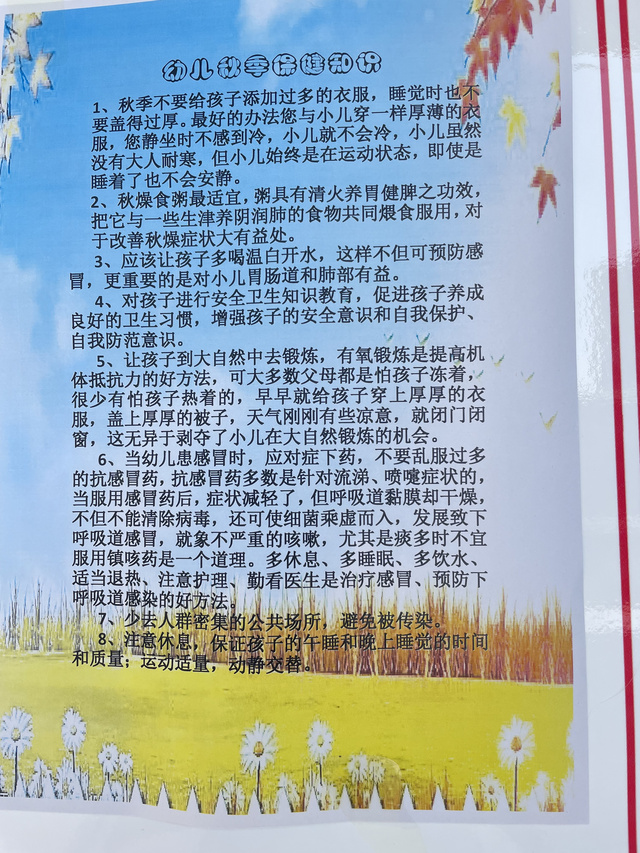 幼儿秋季保健知识
1、秋季不要给孩子添加过多的衣服，睡觉时也不
要盖得过厚。最好的办法您与小儿穿一样厚薄的衣
服，您静坐时不感到冷，小儿就不会冷，小儿虽然
没有大人耐寒，但小儿始终是在运动状态，即使是
睡着了也不会安静。
2、秋燥食粥最适宜，粥具有清火养胃健脾之功效，
把它与一些生津养阴润肺的食物共同煨食服用，对
于改善秋燥症状大有益处。
3、应该让孩子多喝温白开水，这样不但可预防感
冒，更重要的是对小儿胃肠道和肺部有益。
4、对孩子进行安全卫生知识教育，促进孩子养成
良好的卫生习惯，增强孩子的安全意识和自我保护、
自我防范意识。
5、让孩子到大自然中去锻炼，有氧锻炼是提高机
体抵抗力的好方法，可大多数父母都是怕孩子冻着，
很少有怕孩子热着的，早早就给孩子穿上厚厚的衣
服，盖上厚厚的被子，天气刚刚有些凉意，就闭门闭
窗，这无异于剥夺了小儿在大自然锻炼的机会。
6、当幼儿患感冒时，应对症下药，不要乱服过多
的抗感冒药，抗感冒药多数是针对流涕、喷嚏症状的，
当服用感冒药后，症状减轻了，但呼吸道黏膜却干燥，
不但不能清除病毒，还可使细菌乘虚而入，发展致下
呼吸道感冒，就象不严重的咳嗽，尤其是痰多时不宜
服用镇咳药是一个道理。多休息、多睡眠、多饮水、
适当退热、注意护理、勤看医生是治疗感冒、预防下
呼吸道感染的好方法。
7、少去人群密集的公共场所，避免被传染。
8、注意休息，保证孩子的午睡和晚上睡觉的时间
和质量；运动适量，动静交替。